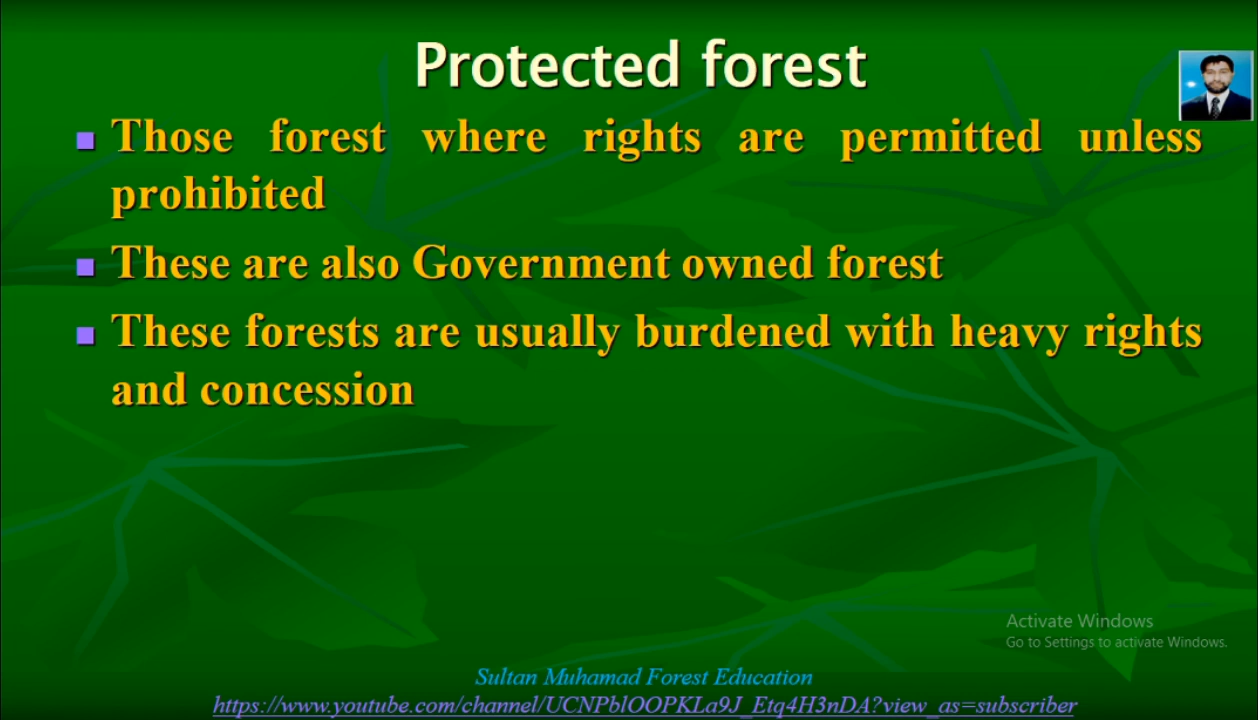 Protected forest
Those forest where rights are permitted unless
prohibited
These are also Government owned forest
These forests are usually burdened with heavy rights
and concession
Activate Windows
Go to Settings to activate Windows.
Sultan Muhamad Forest Education
https://www.youtube.com/channel/UCNPblOOPKLa9J_Etq4H3nDA?view_as=subscriber